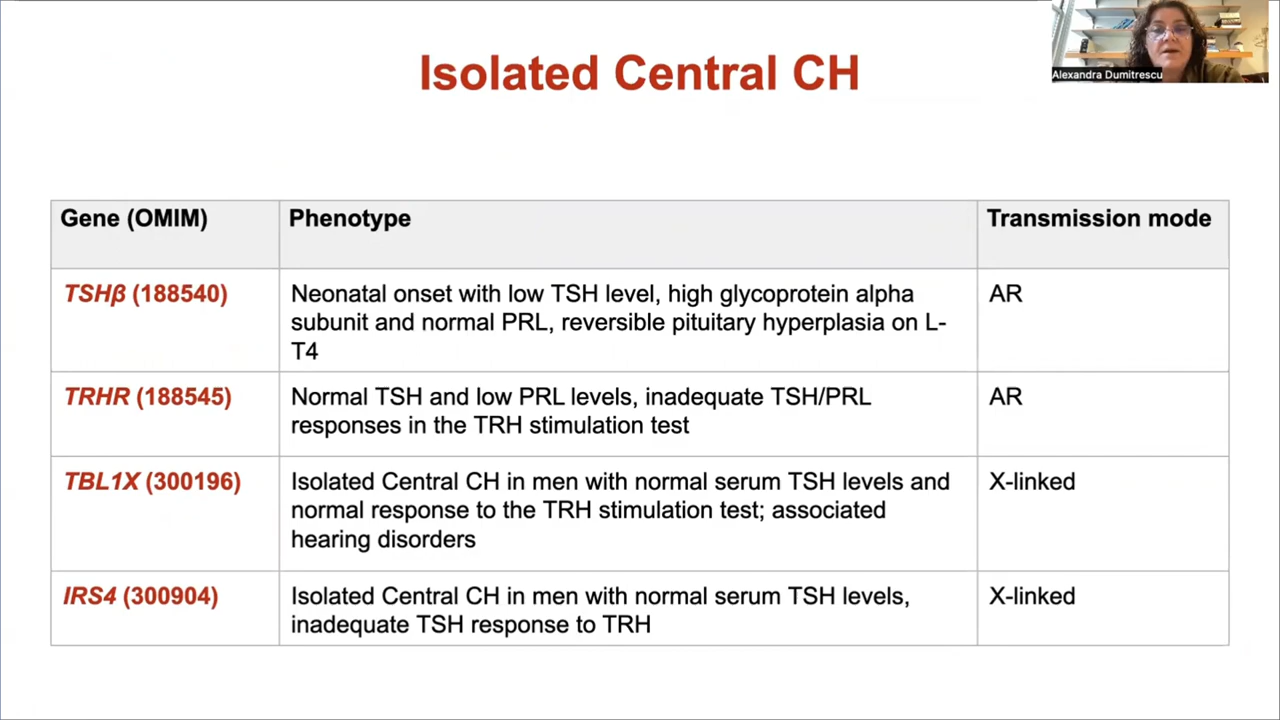 Isolated Central CH
Alexandra Dumitrescu
Gene (OMIM)
Phenotype
Transmission mode
TSHβ (188540)
Neonatal onset with low TSH level, high glycoprotein alpha
subunit and normal PRL, reversible pituitary hyperplasia on L-
T4
AR
TRHR (188545)
Normal TSH and low PRL levels, inadequate TSH/PRL
responses in the TRH stimulation test
AR
TBL1X (300196)
Isolated Central CH in men with normal serum TSH levels and
normal response to the TRH stimulation test; associated
hearing disorders
X-linked
IRS4 (300904)
Isolated Central CH in men with normal serum TSH levels,
inadequate TSH response to TRH
X-linked